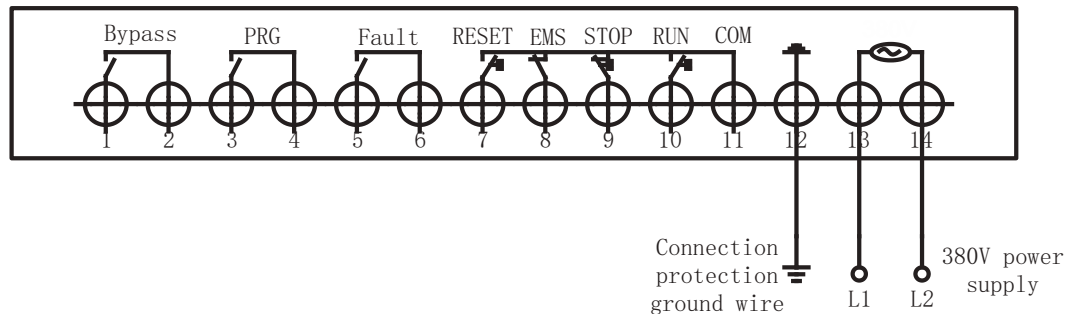 Bypass PRG Fault RESET EMS STOP RUN COM
1 2 3 4 5 6 7 8 9 10 11 12 13 14
Connection
protection
ground wire
L1 L2
380V power
supply